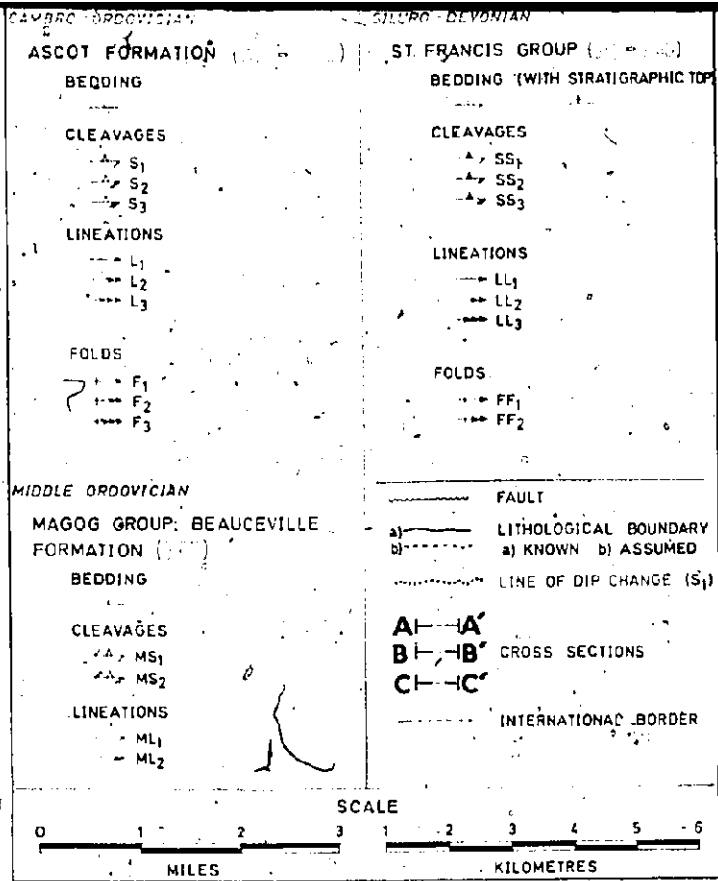 CAMBRO-ORDOVICIAN
ASCOT FORMATION (
BEDDING
CLEAVAGES
S1
S2
S3
LINEATIONS
L1
L2
L3
FOLDS
F1
F2
F3
MIDDLE ORDOVICIAN
MAGOG GROUP: BEAUCEVILLE
FORMATION (
BEDDING
CLEAVAGES
MS1
MS2
LINEATIONS
ML1
ML2
SILURO-DEVONIAN
ST. FRANCIS GROUP (
BEDDING (WITH STRATIGRAPHIC TOP)
CLEAVAGES
SS1
SS2
SS3
LINEATIONS
LL1
LL2
LL3
FOLDS
FF1
FF2
FAULT
a) LITHOLOGICAL BOUNDARY
b) a) KNOWN b) ASSUMED
LINE OF DIP CHANGE (S1)
A A'
B B' CROSS SECTIONS
C C'
INTERNATIONAL BORDER
SCALE
0 1 2 3
MILES
1 2 3 4 5 6
KILOMETRES